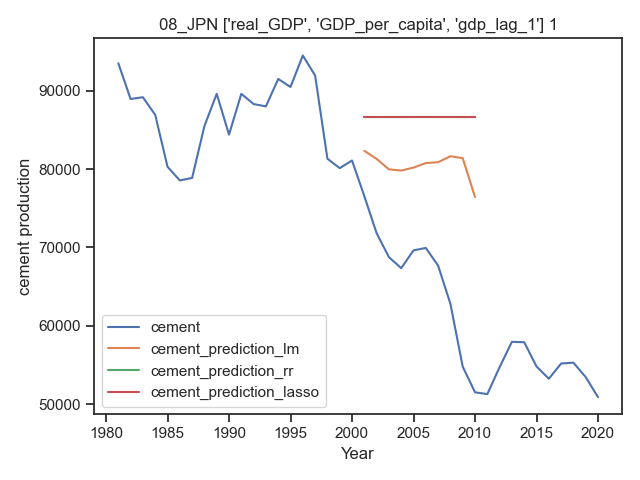 08_JPN ['real_GDP', 'GDP_per_capita', 'gdp_lag_1'] 1
cement production
90000
80000
70000
60000
50000
cement
cement_prediction_lm
cement_prediction_rr
cement_prediction_lasso
1980 1985 1990 1995 2000 2005 2010 2015 2020
Year